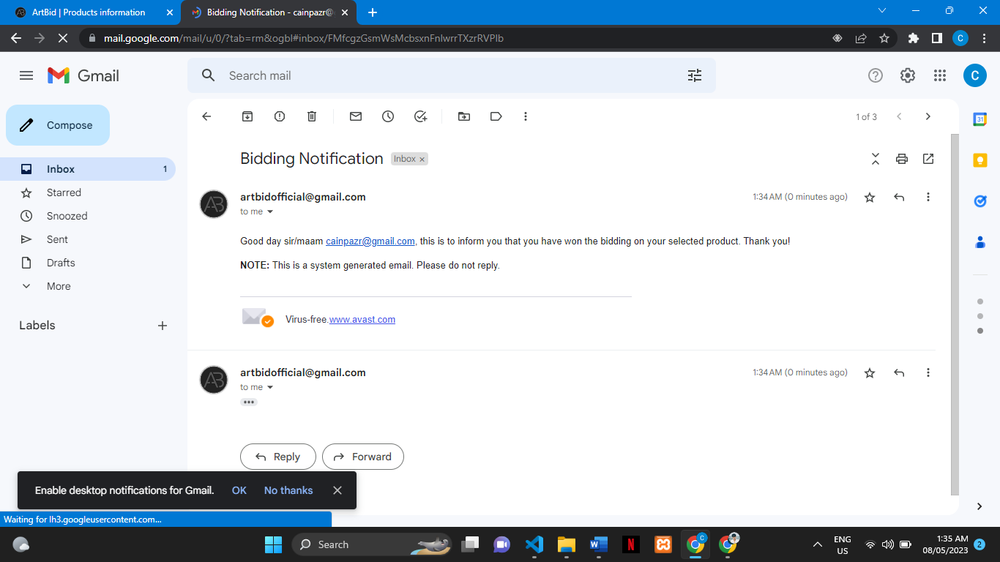 ArtBid | Products information
Bidding Notification - cainpazr@
mail.google.com/mail/u/0/?tab=rm&ogbl#inbox/FMfcgzGsmWsMcbsxnFnlwrrTXzrRVPlb
C
Gmail
Search mail
C
Compose
1 of 3
31
Bidding Notification
Inbox ×
Inbox 1
Starred
Snoozed
Sent
Drafts
More
Labels
AB
artbidofficial@gmail.com
1:34 AM (0 minutes ago)
to me
Good day sir/maam cainpazr@gmail.com, this is to inform you that you have won the bidding on your selected product. Thank you!
NOTE: This is a system generated email. Please do not reply.
Virus-free.www.avast.com
AB
artbidofficial@gmail.com
1:34 AM (0 minutes ago)
to me
Reply
Forward
Enable desktop notifications for Gmail. OK No thanks
Waiting for lh3.googleusercontent.com...
Search
W
N
C
ENG
US
1:35 AM
08/05/2023
2